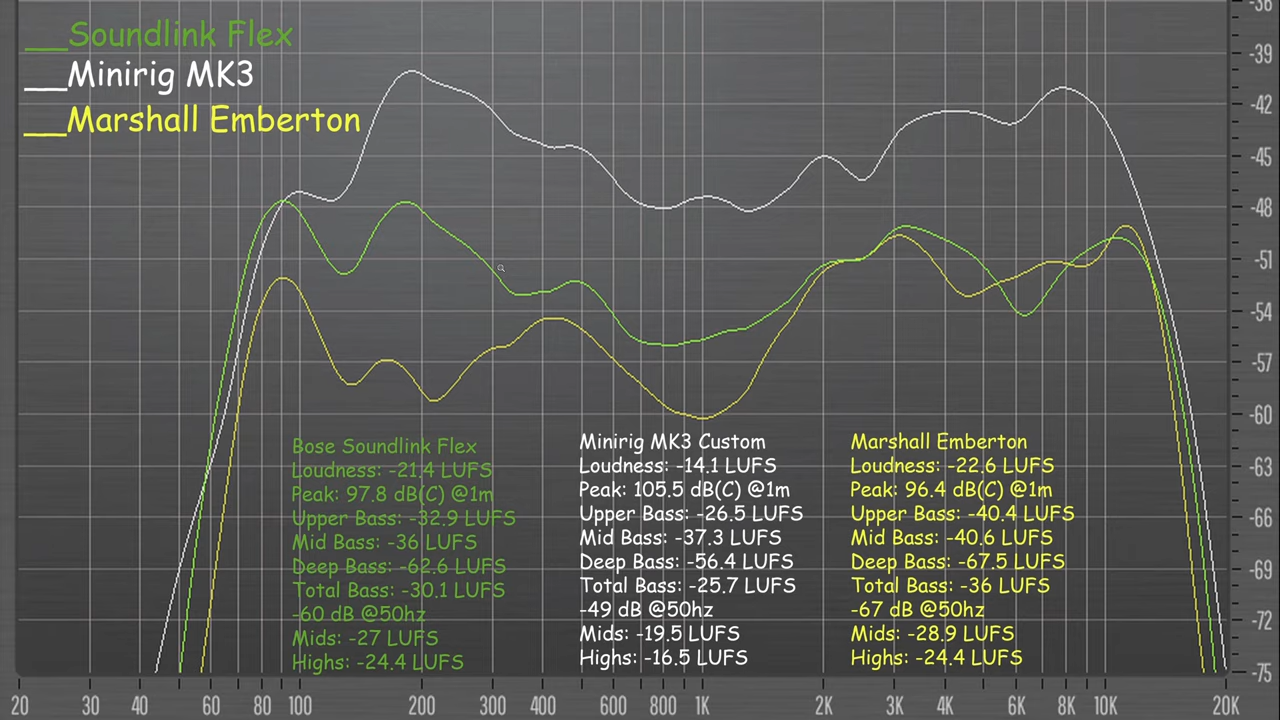 __Soundlink Flex
__Minirig MK3
__Marshall Emberton
-36
-39
-42
-45
-48
-51
-54
-57
-60
-63
-66
-69
-72
-75
Bose Soundlink Flex
Loudness: -21.4 LUFS
Peak: 97.8 dB(C) @1m
Upper Bass: -32.9 LUFS
Mid Bass: -36 LUFS
Deep Bass: -62.6 LUFS
Total Bass: -30.1 LUFS
-60 dB @50hz
Mids: -27 LUFS
Highs: -24.4 LUFS
Minirig MK3 Custom
Loudness: -14.1 LUFS
Peak: 105.5 dB(C) @1m
Upper Bass: -26.5 LUFS
Mid Bass: -37.3 LUFS
Deep Bass: -56.4 LUFS
Total Bass: -25.7 LUFS
-49 dB @50hz
Mids: -19.5 LUFS
Highs: -16.5 LUFS
Marshall Emberton
Loudness: -22.6 LUFS
Peak: 96.4 dB(C) @1m
Upper Bass: -40.4 LUFS
Mid Bass: -40.6 LUFS
Deep Bass: -67.5 LUFS
Total Bass: -36 LUFS
-67 dB @50hz
Mids: -28.9 LUFS
Highs: -24.4 LUFS
20 30 40 60 80 100 200 300 400 600 800 1K 2K 3K 4K 6K 8K 10K 20K